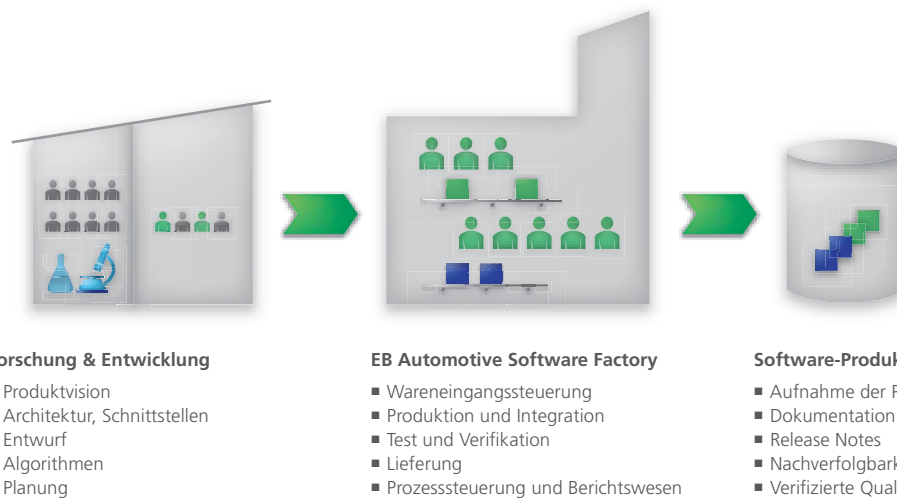 orschung & Entwicklung
Produktvision
Architektur, Schnittstellen
Entwurf
Algorithmen
Planung
EB Automotive Software Factory
▪ Wareneingangssteuerung
▪ Produktion und Integration
▪ Test und Verifikation
▪ Lieferung
▪ Prozesssteuerung und Berichtswesen
Software-Produk
▪ Aufnahme der
▪ Dokumentation
▪ Release Notes
▪ Nachverfolgbark
▪ Verifizierte Qual